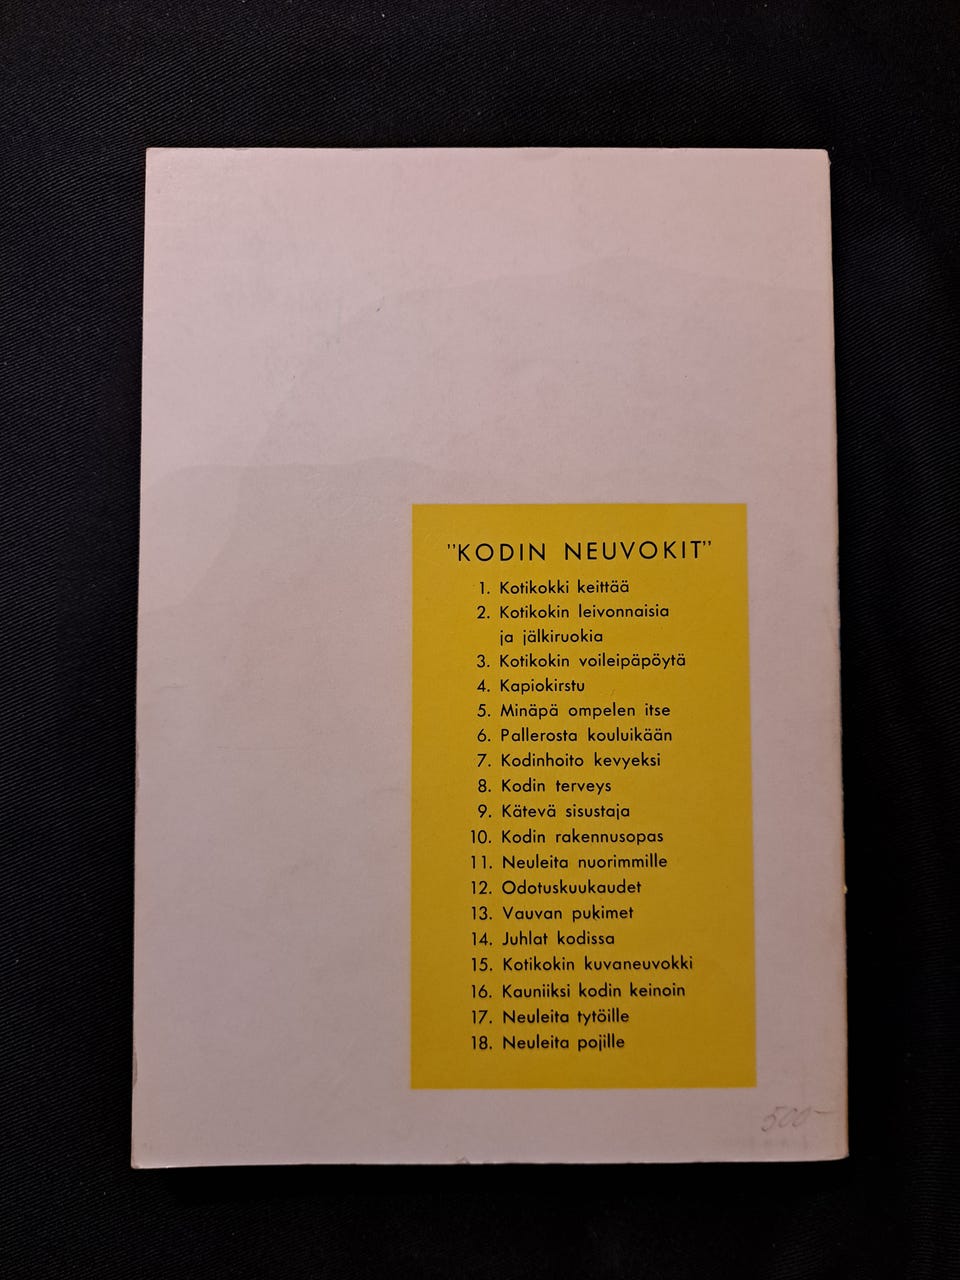 "KODIN NEUVOKIT"
1. Kotikokki keittää
2. Kotikokin leivonnaisia
ja jälkiruokia
3. Kotikokin voileipäpöytä
4. Kapiokirstu
5. Minäpä ompelen itse
6. Pallerosta kouluikään
7. Kodinhoito kevyeksi
8. Kodin terveys
9. Kätevä sisustaja
10. Kodin rakennusopas
11. Neuleita nuorimmille
12. Odotuskuukaudet
13. Vauvan pukimet
14. Juhlat kodissa
15. Kotikokin kuvaneuvokki
16. Kauniiksi kodin keinoin
17. Neuleita tytöille
18. Neuleita pojille
500-